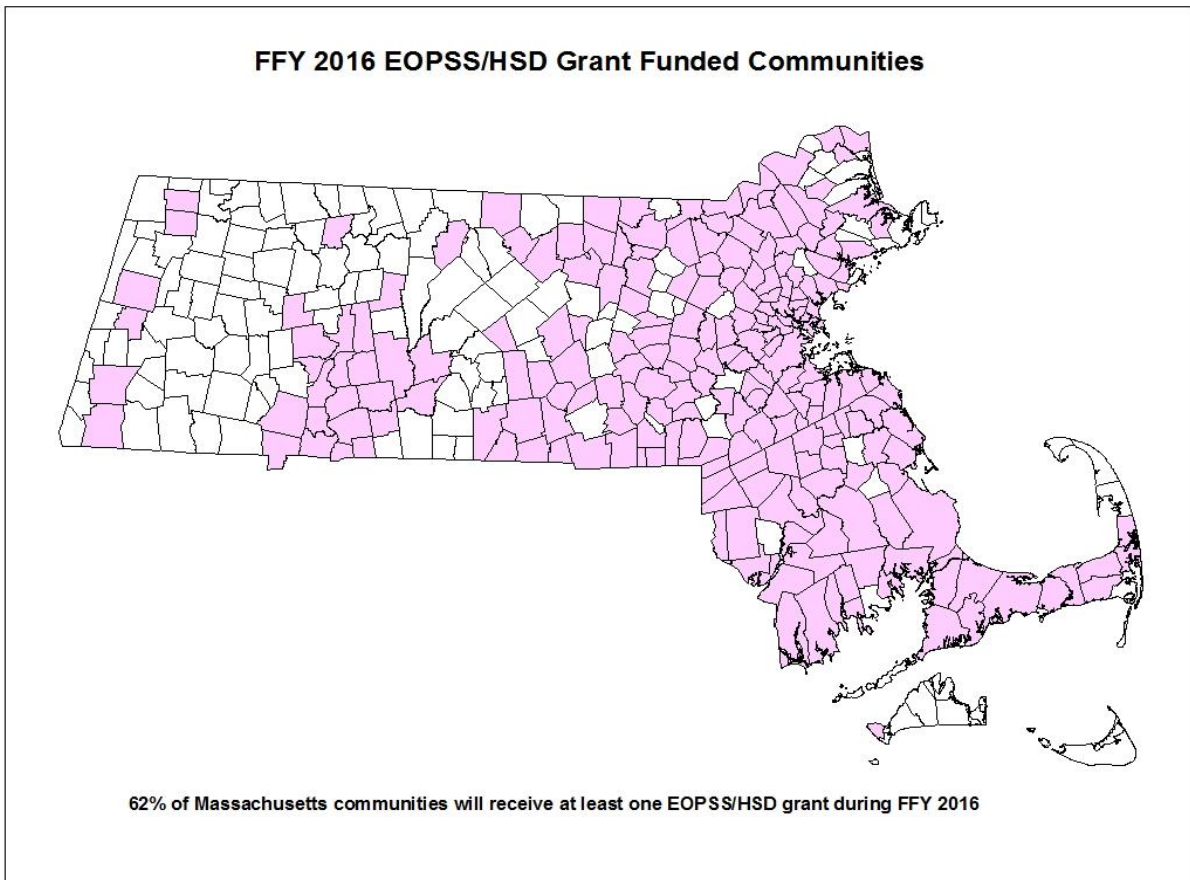 FFY 2016 EOPSS/HSD Grant Funded Communities
62% of Massachusetts communities will receive at least one EOPSS/HSD grant during FFY 2016